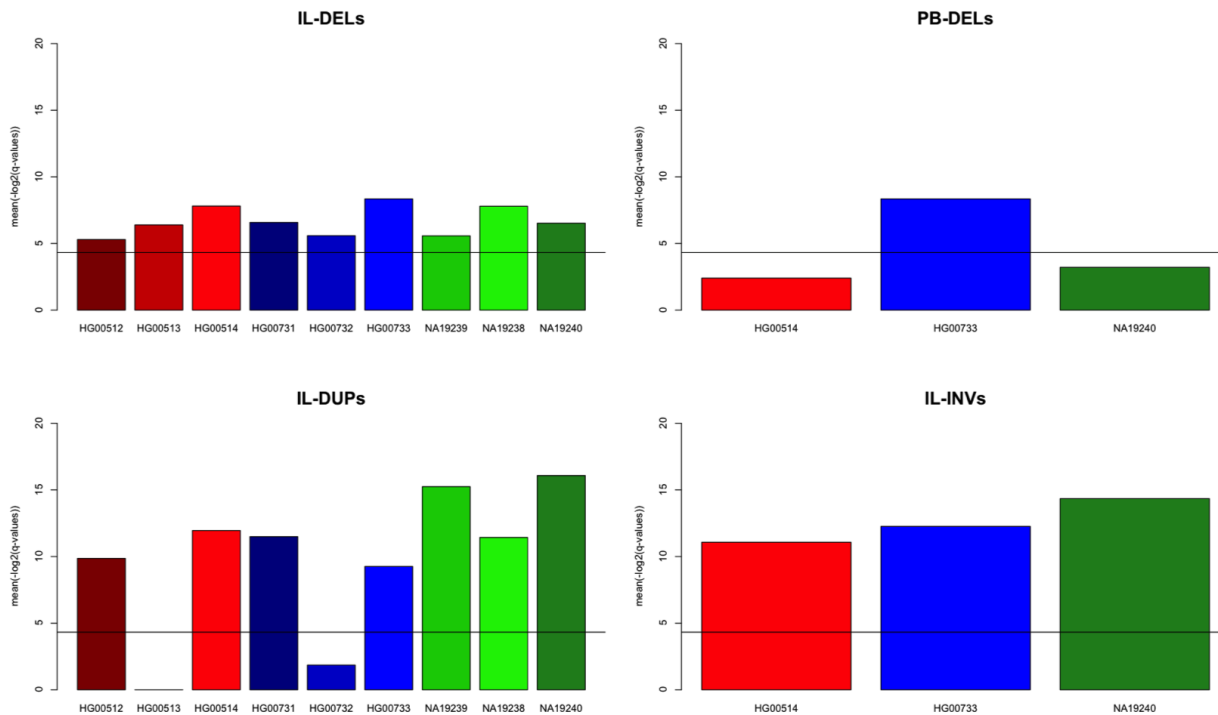 IL-DELs
mean(-log2(q-values))
20
15
10
5
0
HG00512 HG00513 HG00514 HG00731 HG00732 HG00733 NA19239 NA19238 NA19240
PB-DELs
mean(-log2(q-values))
20
15
10
5
0
HG00514 HG00733 NA19240
IL-DUPs
mean(-log2(q-values))
20
15
10
5
0
HG00512 HG00513 HG00514 HG00731 HG00732 HG00733 NA19239 NA19238 NA19240
IL-INVs
mean(-log2(q-values))
20
15
10
5
0
HG00514 HG00733 NA19240